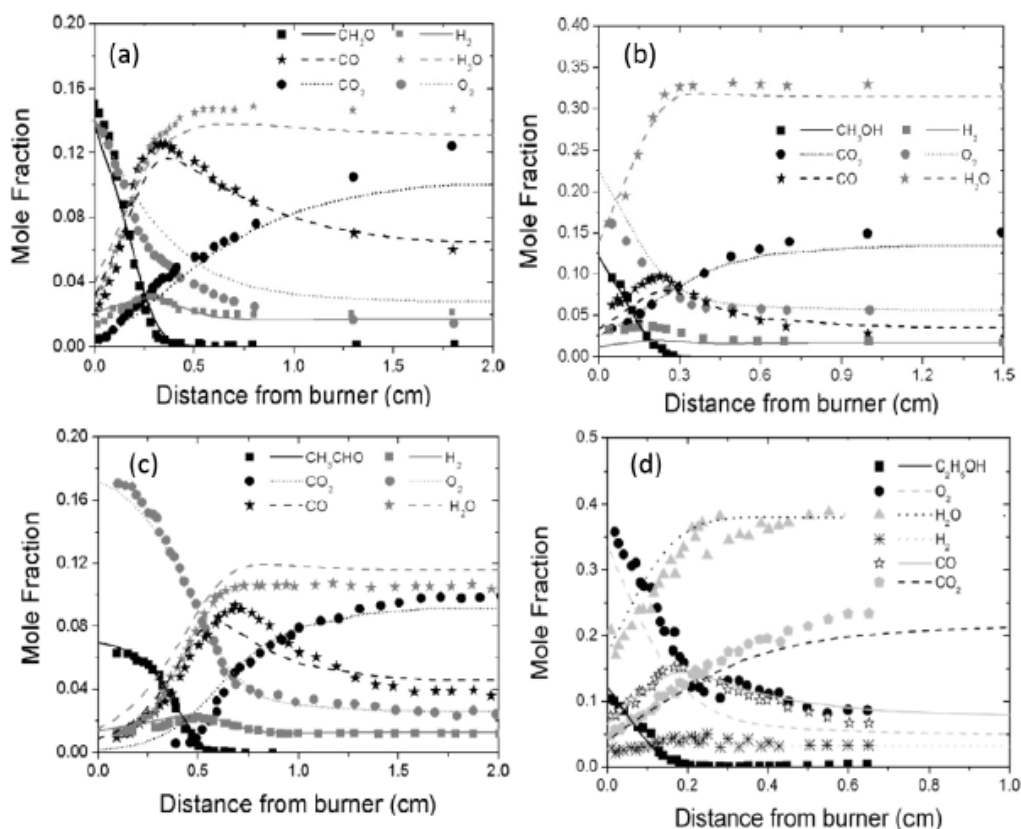 (a)
CH₂O H₂
CO H₂O
CO₂ O₂
0.20
0.16
0.12
0.08
0.04
0.00
Mole Fraction
0.0 0.5 1.0 1.5 2.0
Distance from burner (cm)
(b)
CH₃OH H₂
CO₂ O₂
CO H₂O
0.40
0.35
0.30
0.25
0.20
0.15
0.10
0.05
0.00
Mole Fraction
0.0 0.3 0.6 0.9 1.2 1.5
Distance from burner (cm)
(c)
CH₃CHO H₂
CO₂ O₂
CO H₂O
0.20
0.16
0.12
0.08
0.04
0.00
Mole Fraction
0.0 0.5 1.0 1.5 2.0
Distance from burner (cm)
(d)
C₂H₅OH
O₂
H₂O
H₂
CO
CO₂
0.5
0.4
0.3
0.2
0.1
0.0
Mole Fraction
0.0 0.2 0.4 0.6 0.8 1.0
Distance from burner (cm)